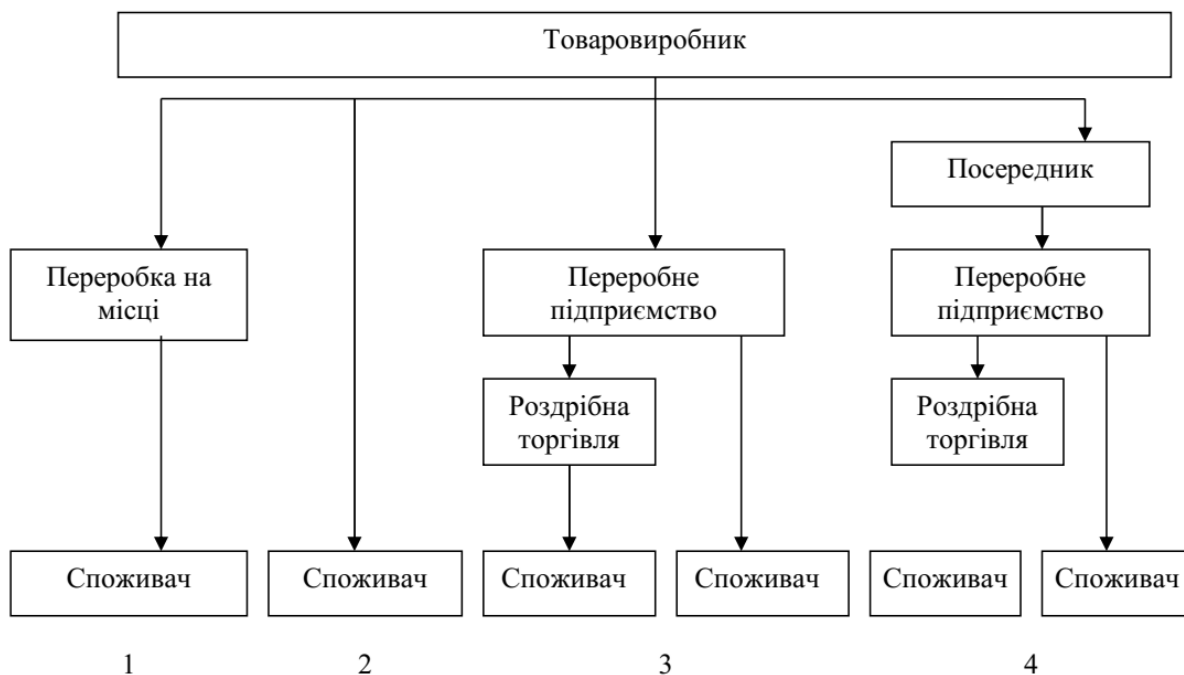 Товаровиробник
Посередник
Переробка на
місці
Переробне
підприємство
Переробне
підприємство
Роздрібна
торгівля
Роздрібна
торгівля
Споживач
Споживач
Споживач
Споживач
Споживач
Споживач
1
2
3
4